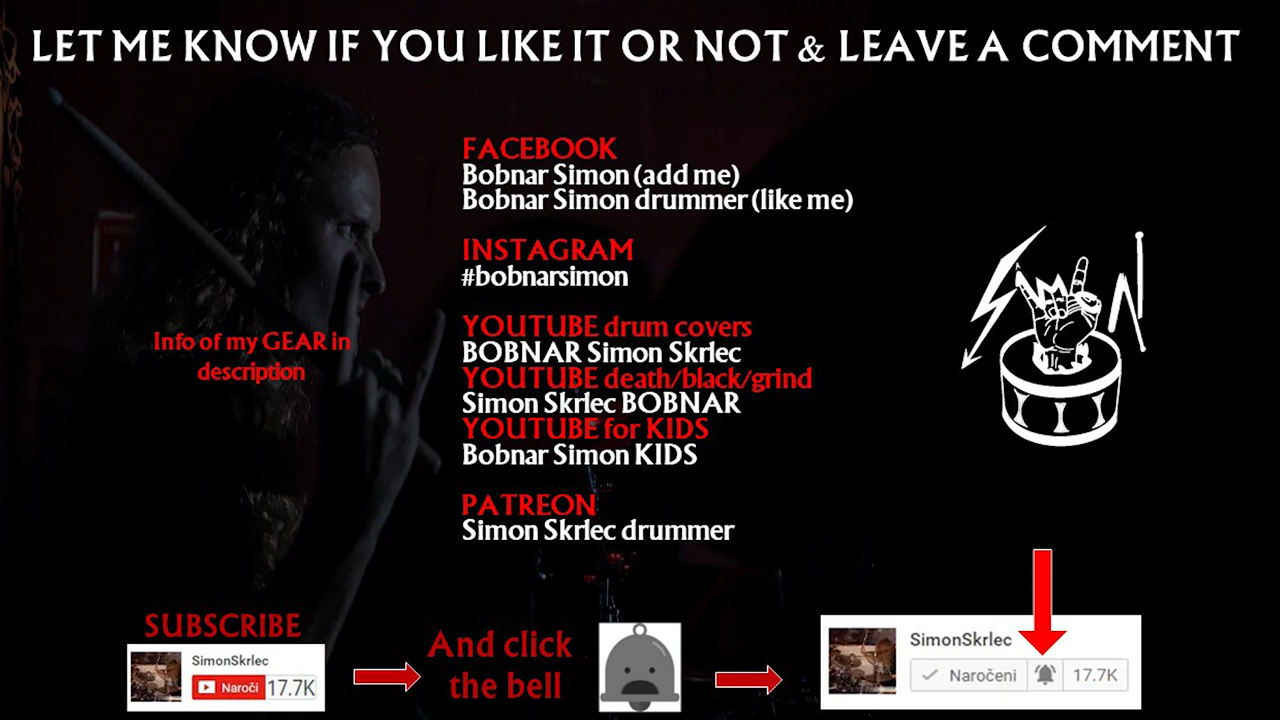 LET ME KNOW IF YOU LIKE IT OR NOT & LEAVE A COMMENT
FACEBOOK
Bobnar Simon (add me)
Bobnar Simon drummer (like me)
INSTAGRAM
#bobnarsimon
YOUTUBE drum covers
BOBNAR Simon Skrlec
YOUTUBE death/black/grind
Simon Skrlec BOBNAR
YOUTUBE for KIDS
Bobnar Simon KIDS
PATREON
Simon Skrlec drummer
Info of my GEAR in
description
SIMON
SUBSCRIBE
SimonSkrlec
Naroči 17.7K
And click
the bell
SimonSkrlec
Naročeni 17.7K